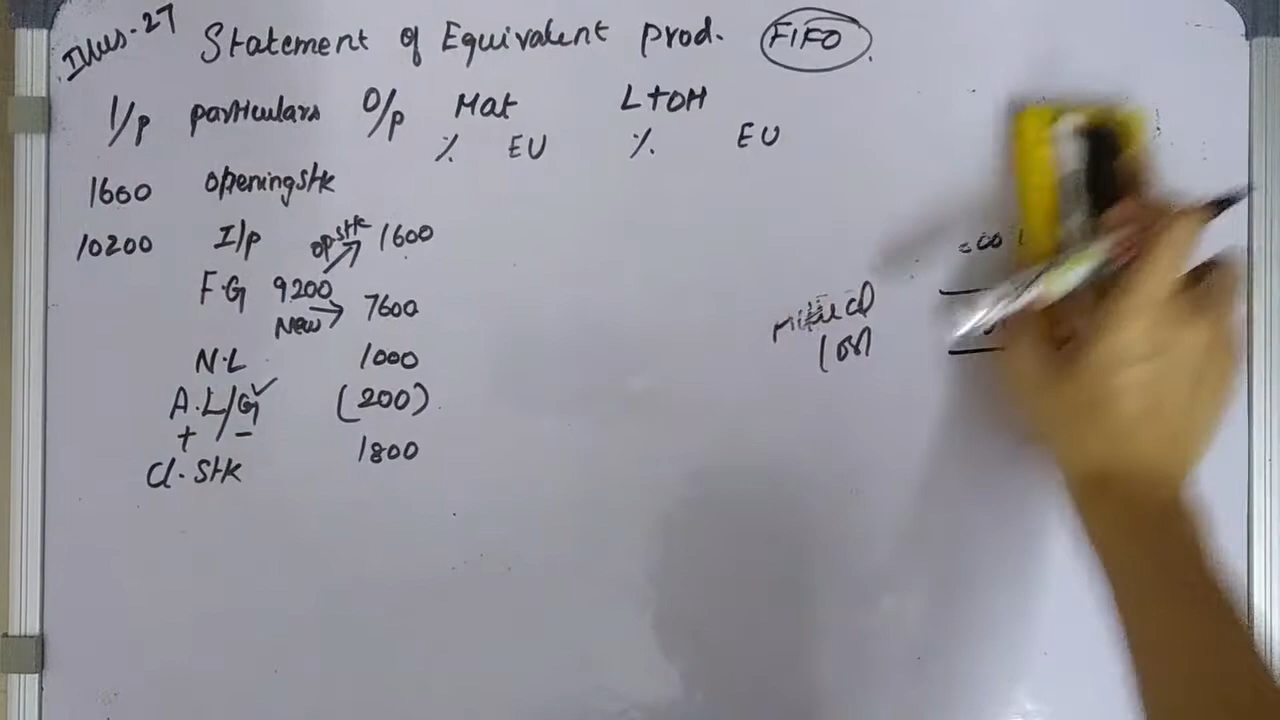 Illus-27 Statement of Equivalent prod. FIFO.
I/p particulars O/p Mat L+OH
% EU % EU
1600 Openingstk
10200 I/p op stk 1600
F.G 9200
New 7600
N.L 1000
A.L/G ✓ (200)
+ / -
Cl. Stk 1800